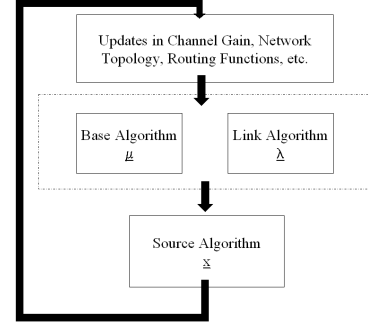 Updates in Channel Gain, Network
Topology, Routing Functions, etc.
Base Algorithm
μ
Link Algorithm
λ
Source Algorithm
x